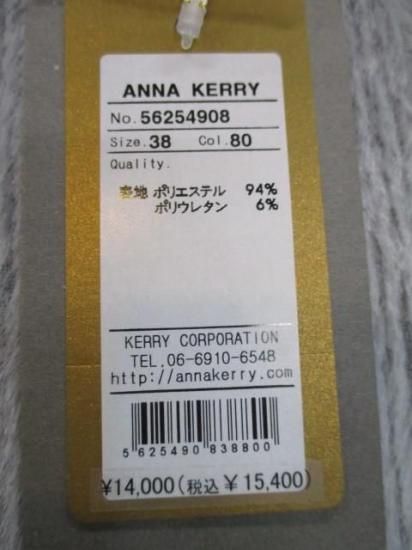 ANNA KERRY
No.56254908
Size.38 Col.80
Quality.
表地 ポリエステル 94%
ポリウレタン 6%
KERRY CORPORATION
TEL.06-6910-6548
http://annakerry.com
5625490 838800
¥14,000(税込 ¥15,400)